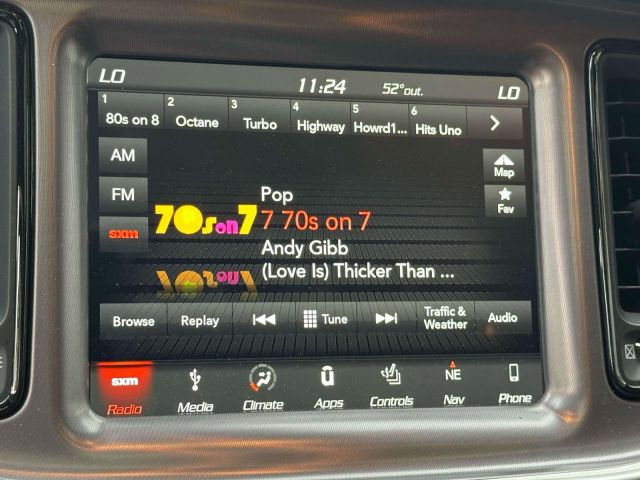 LO 11:24 52°out. LO
1 2 3 4 5 6
80s on 8 Octane Turbo Highway Howrd1... Hits Uno
AM
Map
FM
Pop
Fav
70s on 7
7 70s on 7
sxm
Andy Gibb
(Love Is) Thicker Than ...
Browse Replay Tune Traffic & Weather Audio
sxm NE
Radio Media Climate Apps Controls Nav Phone